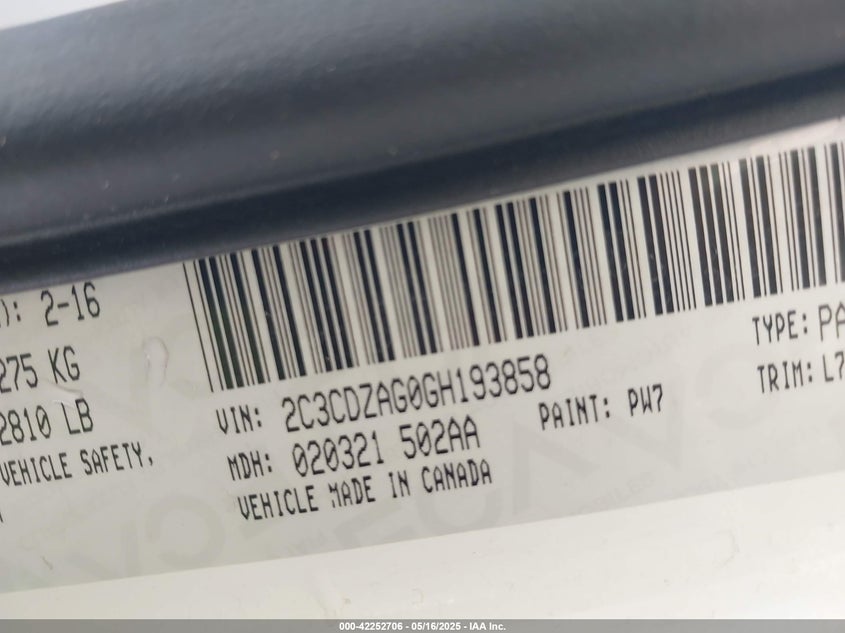 ): 2-16
275 KG
2810 LB
VEHICLE SAFETY,
VIN: 2C3CDZAG0GH193858
TYPE: PA
MDH: 020321 502AA
PAINT: PW7
TRIM: L7
VEHICLE MADE IN CANADA
000-42252706 - 05/16/2025 - IAA Inc.